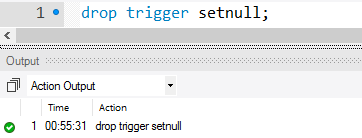 1 drop trigger setnull;
Output
Action Output
Time Action
1 00:55:31 drop trigger setnull